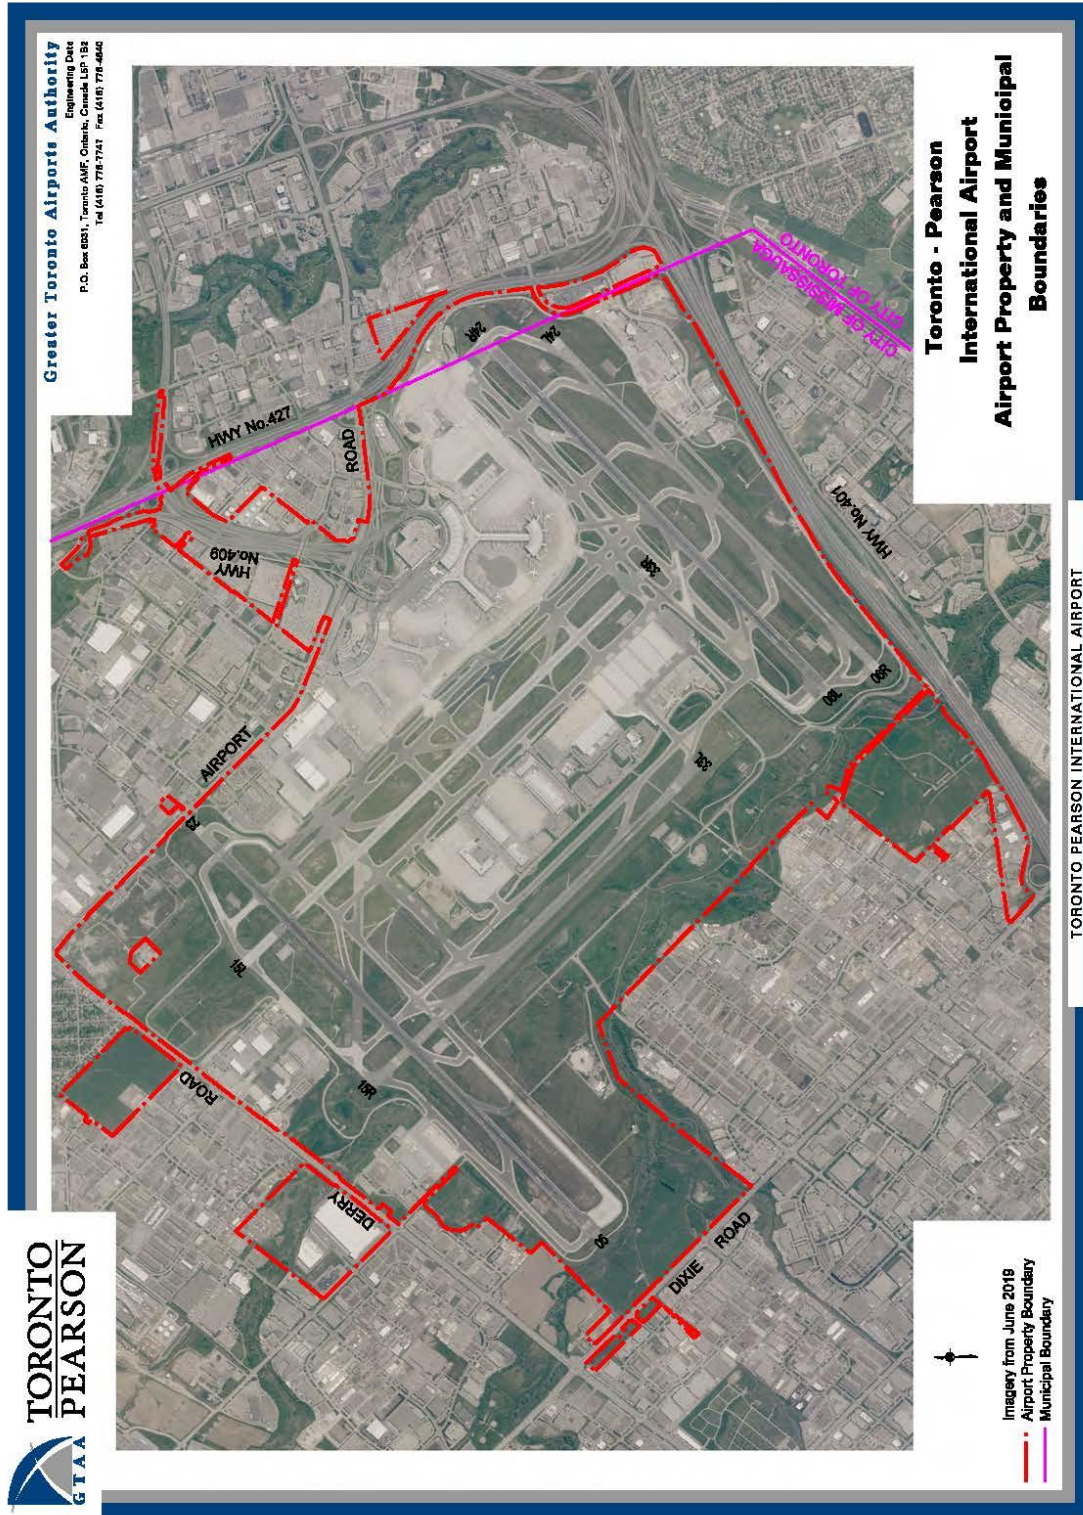 TORONTO
PEARSON
GTAA
Greater Toronto Airports Authority
Engineering Data
P.O. Box 6031, Toronto AMF, Ontario, Canada L5P 1B2
Tel (416) 776-7747 Fax (416) 776-4640
HWY No.427
ROAD
HWY
No.409
AIRPORT
23
24R
24L
33R
33L
15L
15R
06L
06R
05
ROAD
DERRY
DIXIE
ROAD
HWY No.401
CITY OF MISSISSAUGA
CITY OF TORONTO
Imagery from June 2019
Airport Property Boundary
Municipal Boundary
Toronto - Pearson
International Airport
Airport Property and Municipal
Boundaries
TORONTO PEARSON INTERNATIONAL AIRPORT